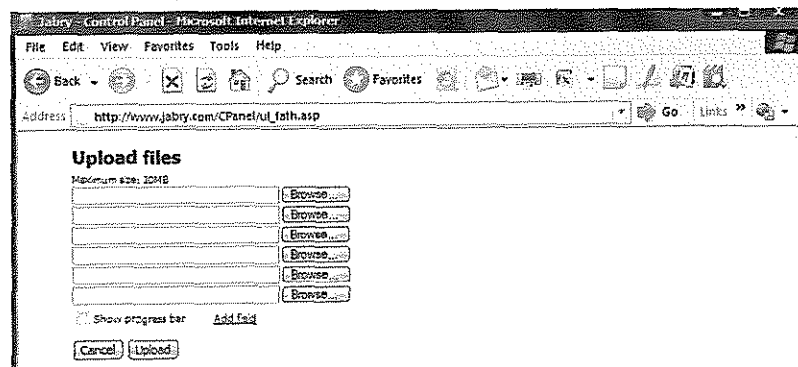 Jabry - Control Panel - Microsoft Internet Explorer
File Edit View Favorites Tools Help
Back Search Favorites
Address http://www.jabry.com/CPanel/ul_fath.asp Go Links »
Upload files
Maximum size: 30MB
Browse...
Browse...
Browse...
Browse...
Browse...
Browse...
Show progress bar Add field
Cancel Upload